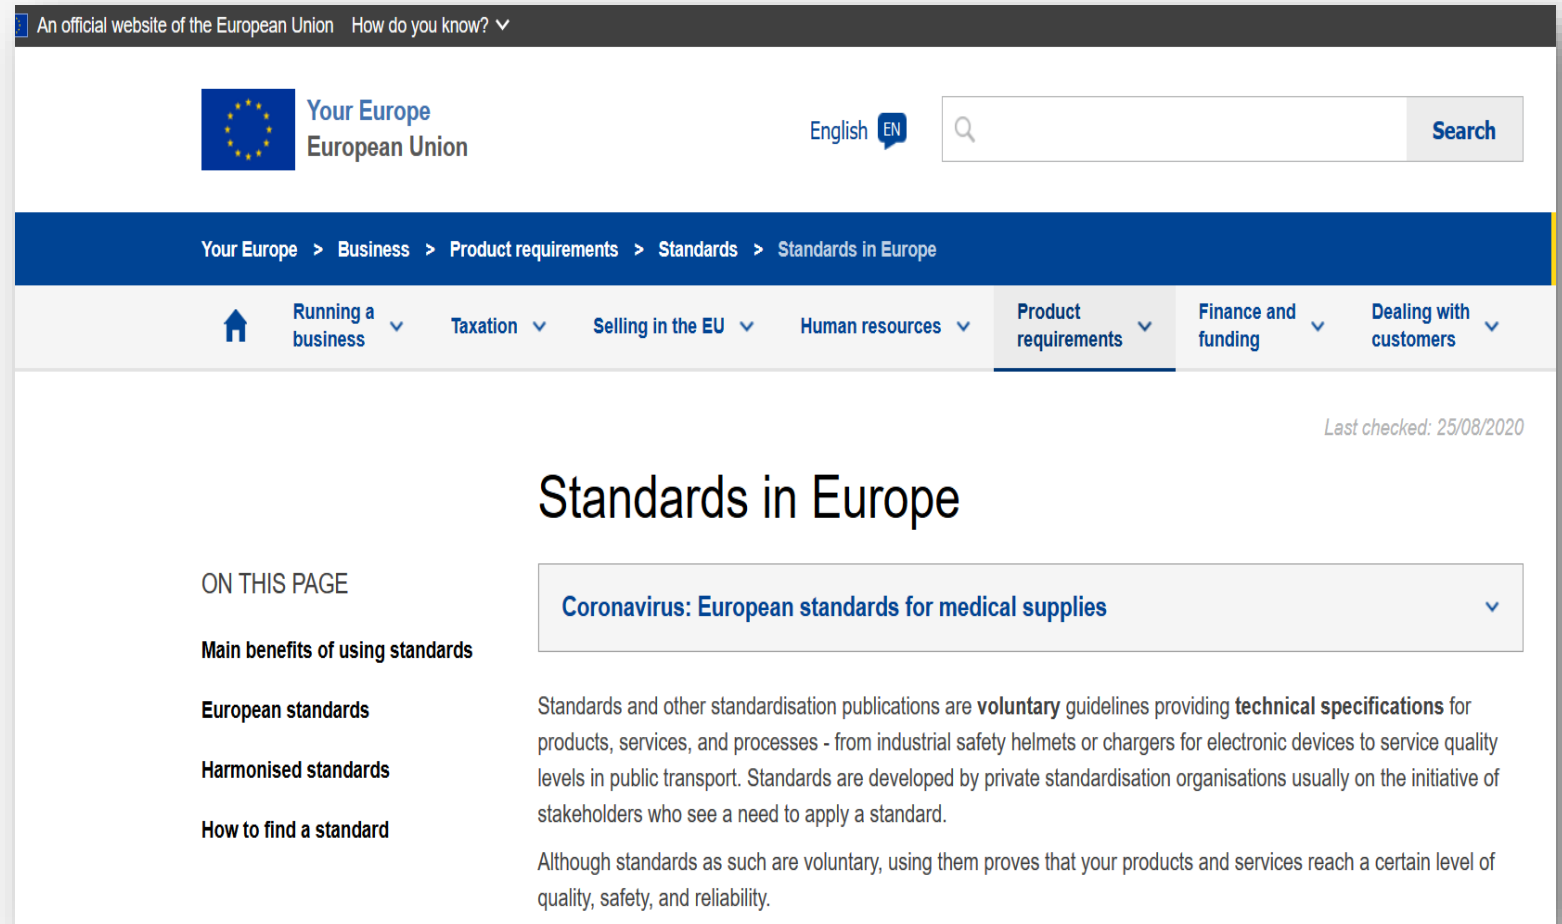 An official website of the European Union How do you know?
Your Europe
European Union
English EN
Search
Your Europe > Business > Product requirements > Standards > Standards in Europe
Running a business
Taxation
Selling in the EU
Human resources
Product requirements
Finance and funding
Dealing with customers
Last checked: 25/08/2020
Standards in Europe
ON THIS PAGE
Main benefits of using standards
European standards
Harmonised standards
How to find a standard
Coronavirus: European standards for medical supplies
Standards and other standardisation publications are voluntary guidelines providing technical specifications for
products, services, and processes - from industrial safety helmets or chargers for electronic devices to service quality
levels in public transport. Standards are developed by private standardisation organisations usually on the initiative of
stakeholders who see a need to apply a standard.
Although standards as such are voluntary, using them proves that your products and services reach a certain level of
quality, safety, and reliability.